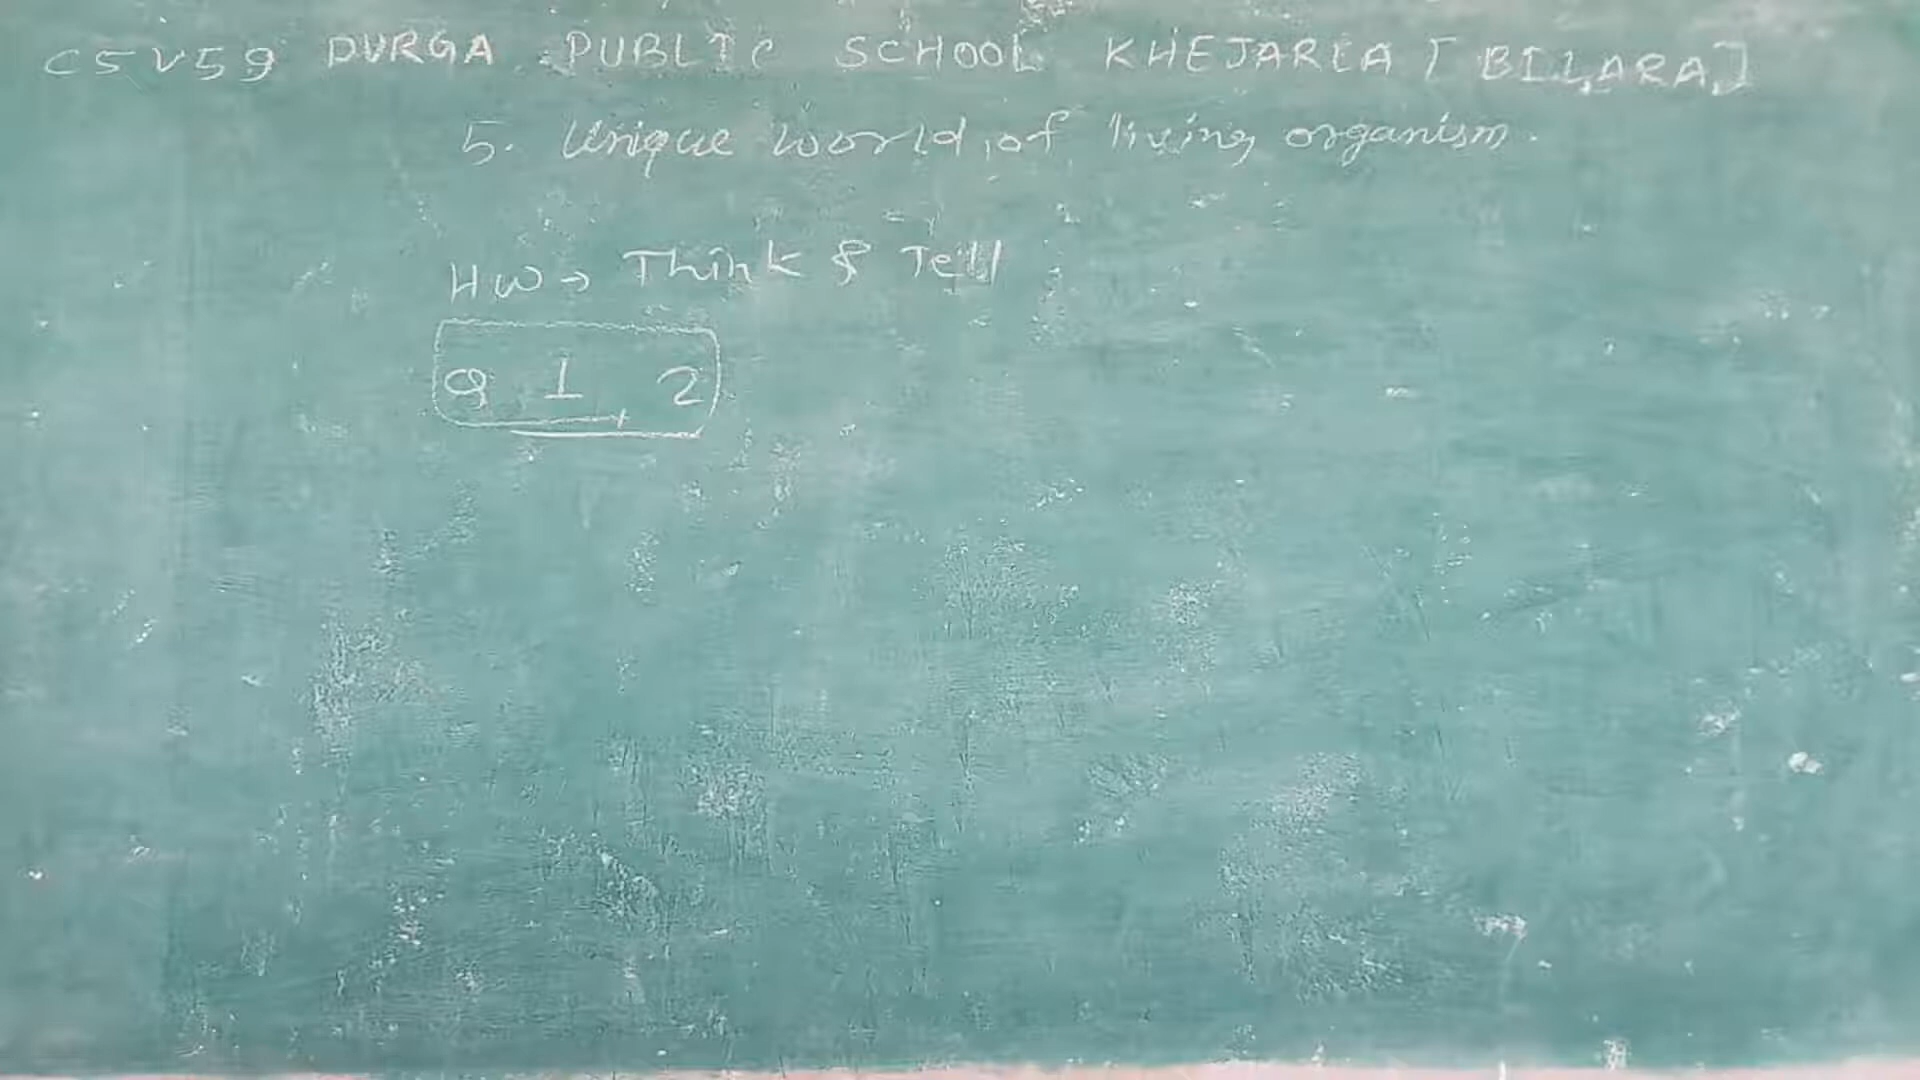 C5V59 DURGA PUBLIC SCHOOL KHEJARLA [BILARA]
5. Unique world of living organism.
HW → Think & Tell
Q 1, 2